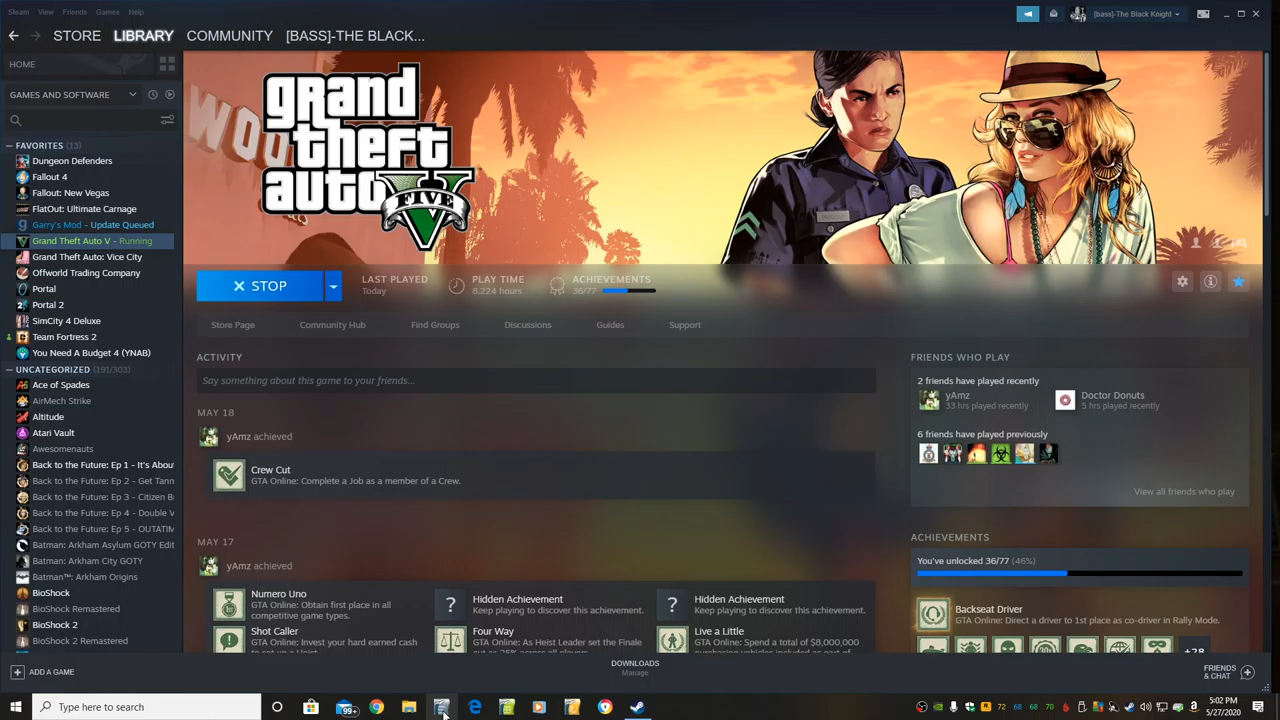 Steam View Friends Games Help
[bass]-The Black Knight
STORE LIBRARY COMMUNITY [BASS]-THE BLACK...
HOME
GAMES AND SOFTWARE
FAVORITES (13)
Dungeon Defenders
Fallout 4
Fallout: New Vegas
FlatOut: Ultimate Carnage
Garry's Mod - Update Queued
Grand Theft Auto V - Running
Grand Theft Auto: Vice City
Offworld Trading Company
Portal
Portal 2
SimCity 4 Deluxe
Team Fortress 2
You Need A Budget 4 (YNAB)
UNCATEGORIZED (191/303)
Ace of Spades
AirMech Strike
Altitude
Atari Vault
Awesomenauts
Back to the Future: Ep 1 - It's About
Back to the Future: Ep 2 - Get Tann
Back to the Future: Ep 3 - Citizen B
Back to the Future: Ep 4 - Double V
Back to the Future: Ep 5 - OUTATIM
Batman: Arkham Asylum GOTY Edit
Batman: Arkham City GOTY
Batman™: Arkham Origins
BioShock
BioShock Remastered
BioShock 2
BioShock 2 Remastered
grand
theft
auto V
FIVE
STOP
LAST PLAYED
Today
PLAY TIME
8,224 hours
ACHIEVEMENTS
36/77
Store Page Community Hub Find Groups Discussions Guides Support
ACTIVITY
Say something about this game to your friends...
MAY 18
yAmz achieved
Crew Cut
GTA Online: Complete a Job as a member of a Crew.
MAY 17
yAmz achieved
Numero Uno
GTA Online: Obtain first place in all
competitive game types.
Hidden Achievement
Keep playing to discover this achievement.
Hidden Achievement
Keep playing to discover this achievement.
Shot Caller
GTA Online: Invest your hard earned cash
Four Way
GTA Online: As Heist Leader set the Finale
Live a Little
GTA Online: Spend a total of $8,000,000
FRIENDS WHO PLAY
2 friends have played recently
yAmz
33 hrs played recently
Doctor Donuts
5 hrs played recently
6 friends have played previously
View all friends who play
ACHIEVEMENTS
You've unlocked 36/77 (46%)
Backseat Driver
GTA Online: Direct a driver to 1st place as co-driver in Rally Mode.
+28
ADD A GAME
DOWNLOADS
Manage
FRIENDS
& CHAT
Type here to search
99+
72 68 68 70
5:02 PM
5/27/2020